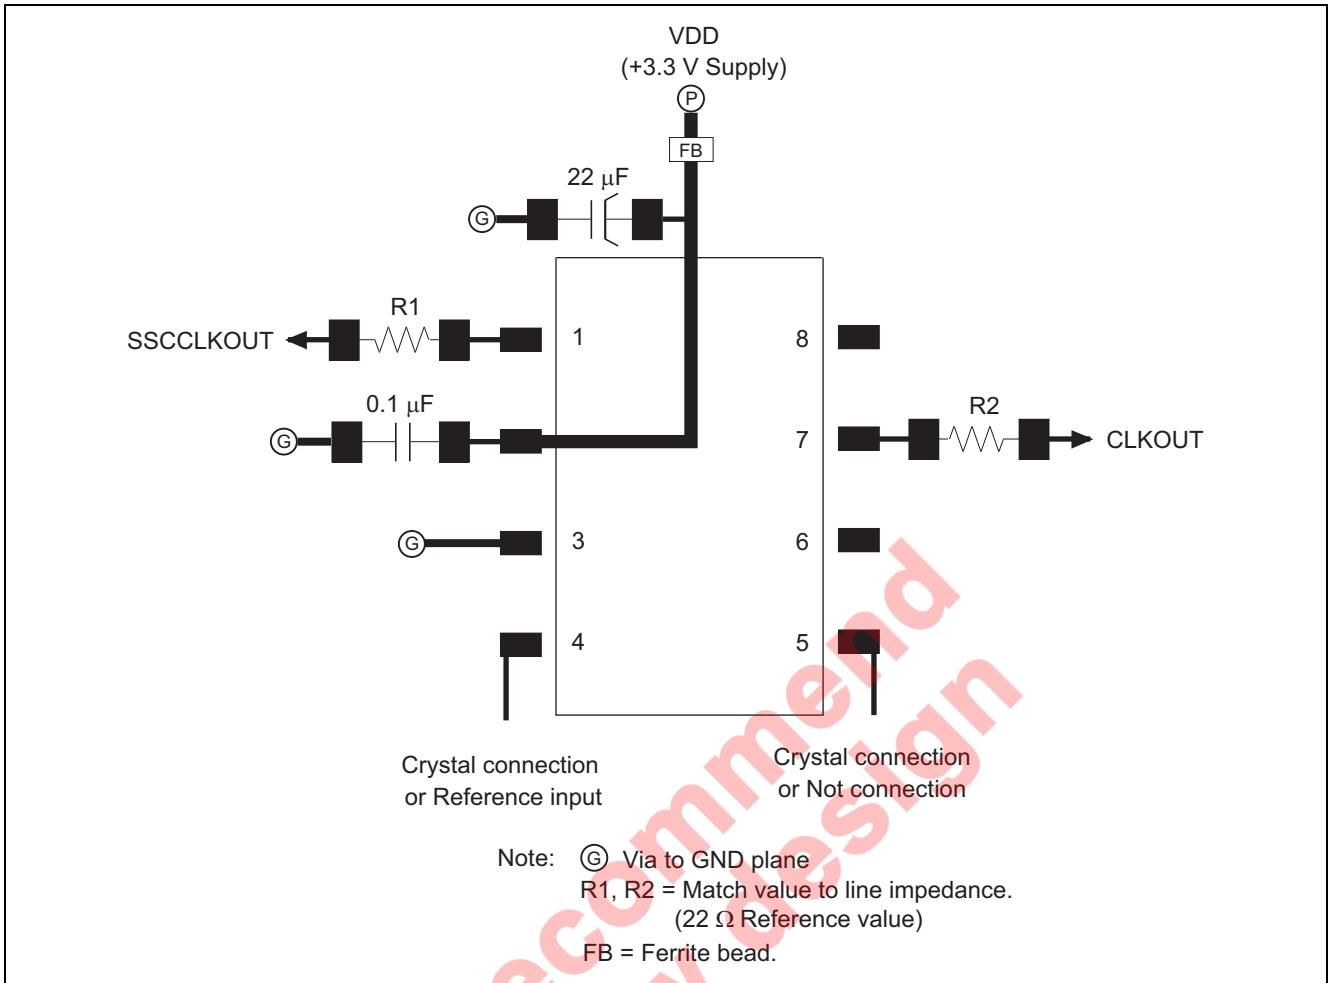 VDD
(+3.3 V Supply)
P
FB
22 μF
G
R1
SSCCLKOUT
1
8
0.1 μF
G
R2
7
CLKOUT
G
3
6
4
5
Crystal connection
or Reference input
Crystal connection
or Not connection
Note: G Via to GND plane
R1, R2 = Match value to line impedance.
(22 Ω Reference value)
FB = Ferrite bead.
ecommend
design